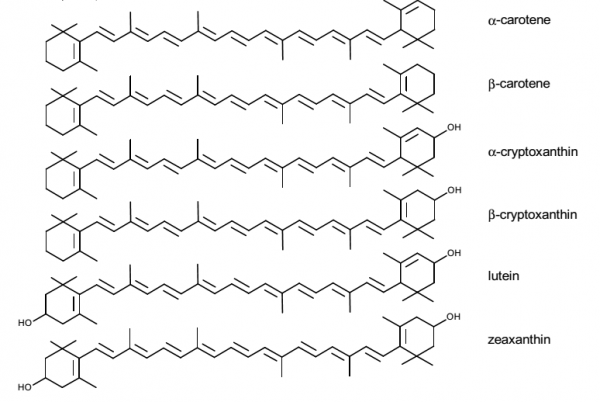 α-carotene
β-carotene
OH
α-cryptoxanthin
OH
β-cryptoxanthin
OH
lutein
HO
OH
zeaxanthin
HO